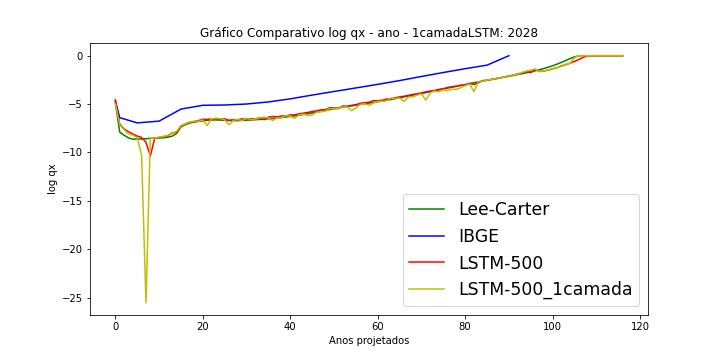 Gráfico Comparativo log qx - ano - 1camadaLSTM: 2028
log qx
0
−5
−10
−15
−20
−25
Lee-Carter
IBGE
LSTM-500
LSTM-500_1camada
0 20 40 60 80 100 120
Anos projetados